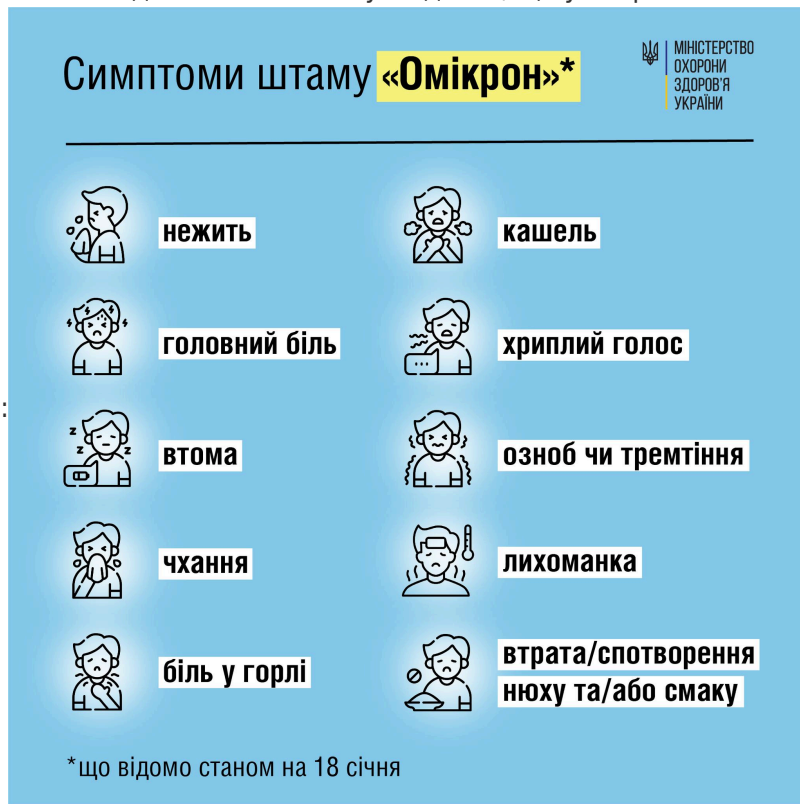 Симптоми штаму «Омікрон»*
МІНІСТЕРСТВО
ОХОРОНИ
ЗДОРОВ'Я
УКРАЇНИ
нежить
кашель
головний біль
хриплий голос
втома
озноб чи тремтіння
чхання
лихоманка
біль у горлі
втрата/спотворення
нюху та/або смаку
*що відомо станом на 18 січня